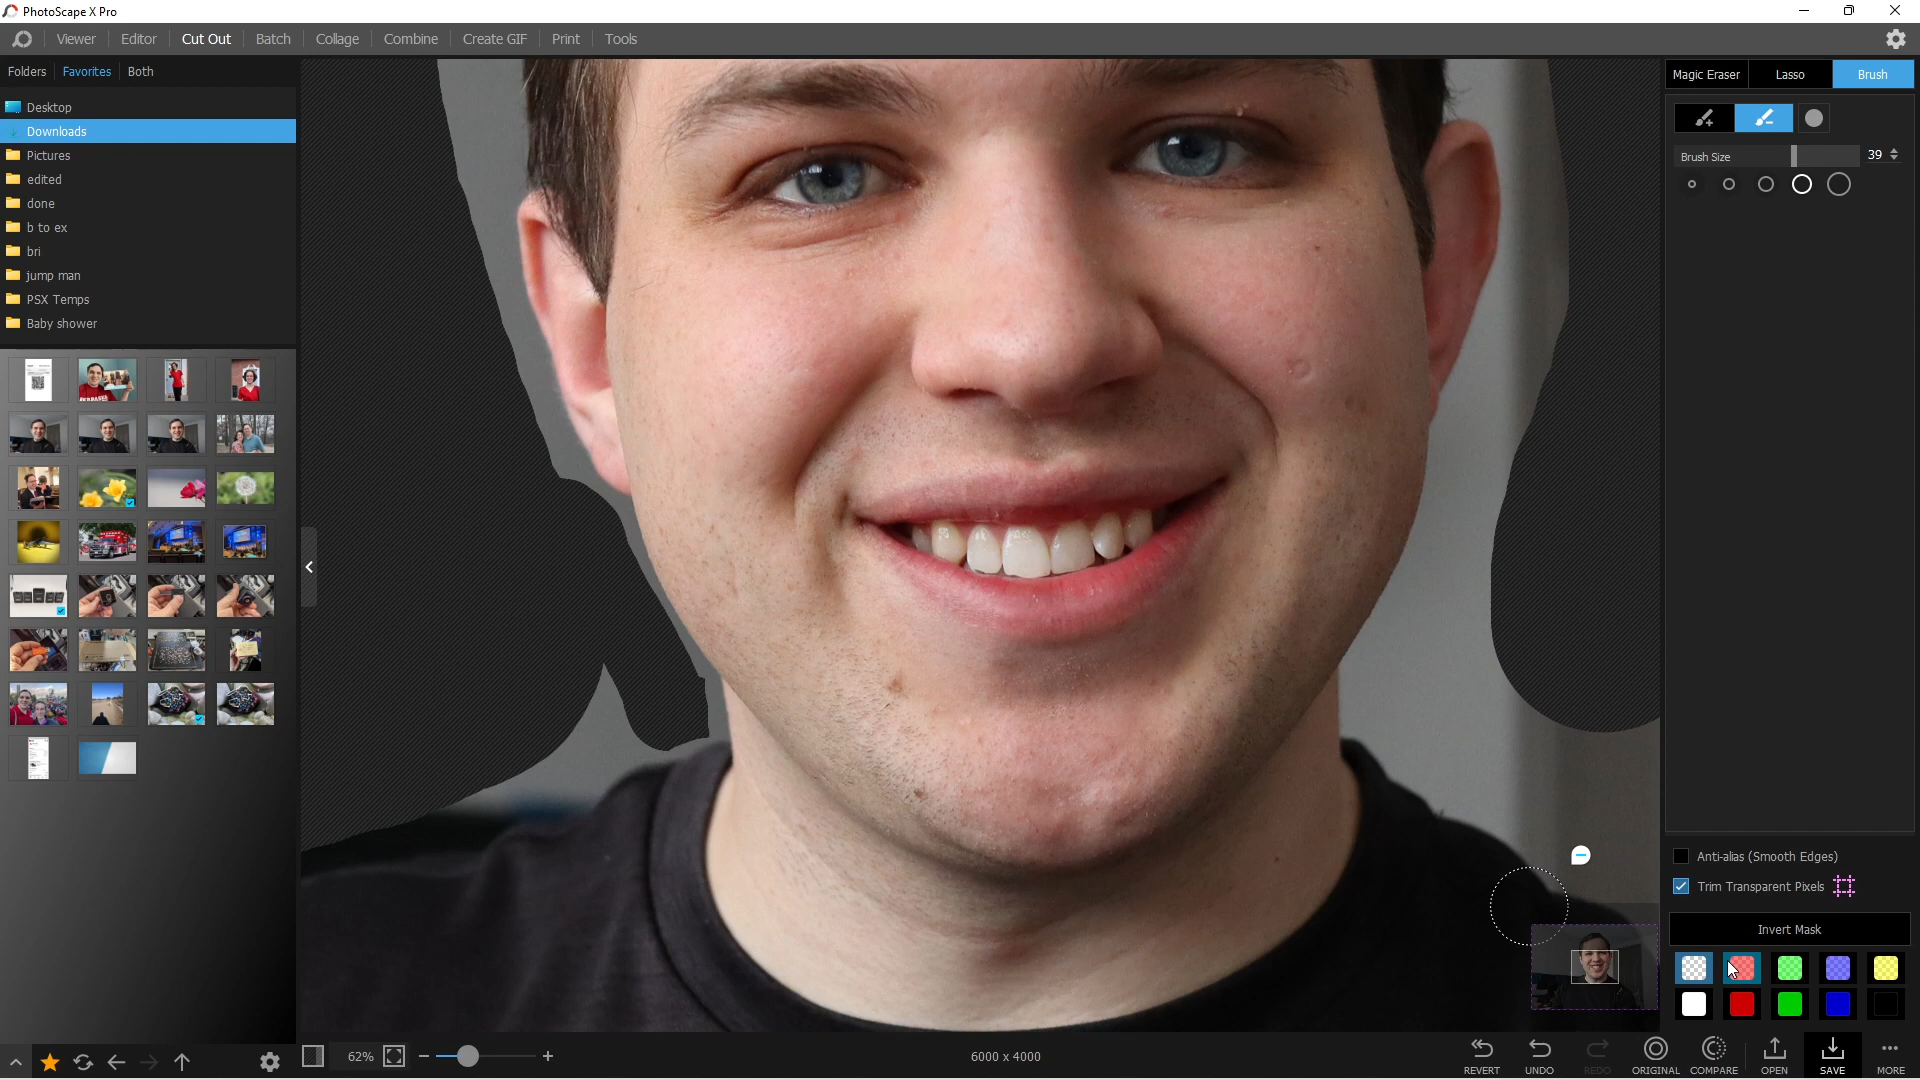 PhotoScape X Pro
Viewer Editor Cut Out Batch Collage Combine Create GIF Print Tools
Folders Favorites Both
Magic Eraser Lasso Brush
Desktop
Downloads
Pictures
edited
done
b to ex
bri
jump man
PSX Temps
Baby shower
Brush Size 39
Anti-alias (Smooth Edges)
Trim Transparent Pixels
Invert Mask
62%
6000 x 4000
REVERT UNDO REDO ORIGINAL COMPARE OPEN SAVE MORE